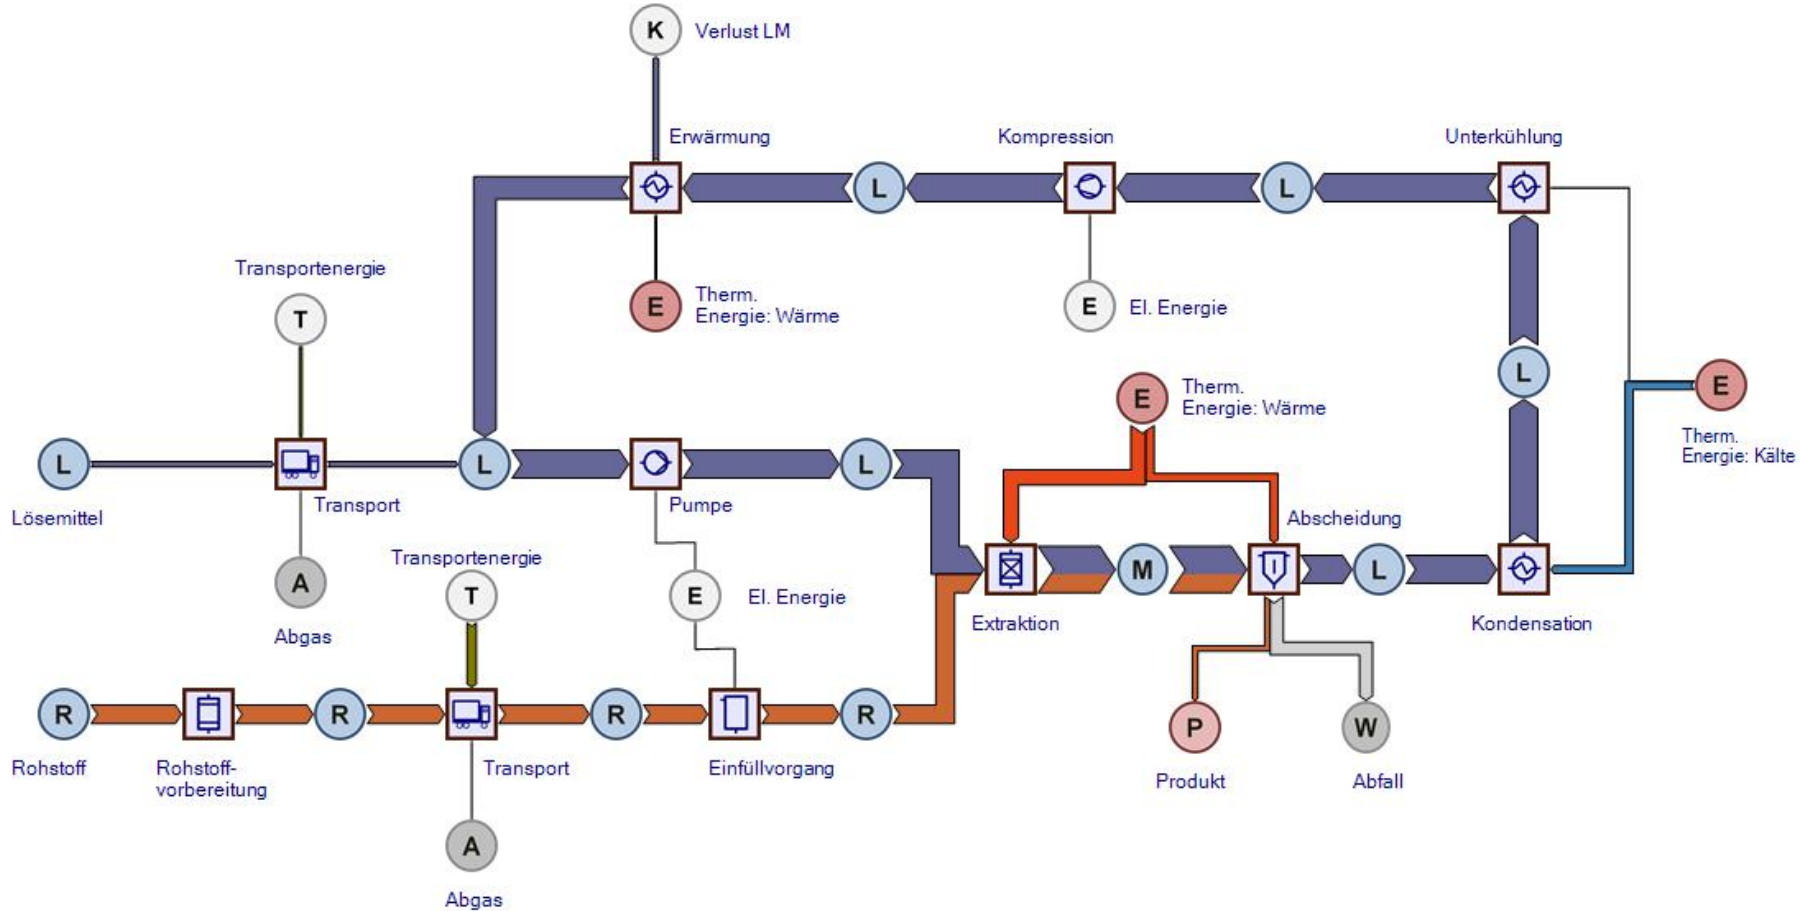 K
Verlust LM
Erwärmung
Kompression
Unterkühlung
L
L
Transportenergie
T
E
Therm.
Energie: Wärme
E
El. Energie
L
E
Therm.
Energie: Kälte
E
Therm.
Energie: Wärme
L
Lösemittel
Transport
L
Pumpe
L
A
Abgas
Transportenergie
T
E
El. Energie
Extraktion
M
Abscheidung
L
Kondensation
R
Rohstoff
Rohstoff-
vorbereitung
R
Transport
R
Einfüllvorgang
R
P
Produkt
W
Abfall
A
Abgas